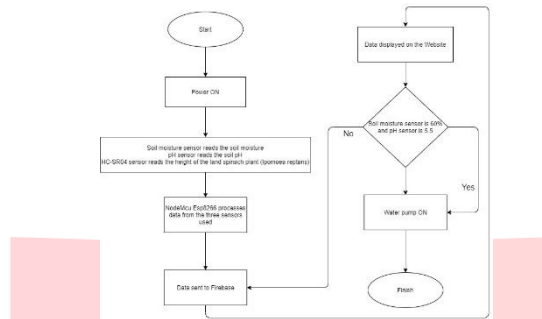 Start
Power ON
Soil moisture sensor reads the soil moisture
pH sensor reads the soil pH
HC-SR04 sensor reads the height of the land spinach plant (Ipomoea reptans)
NodeMcu Esp8266 processes
data from the three sensors
used
Data sent to Firebase
Data displayed on the Website
Soil moisture sensor is 60%
and pH sensor is 5.5
No
Yes
Water pump ON
Finish